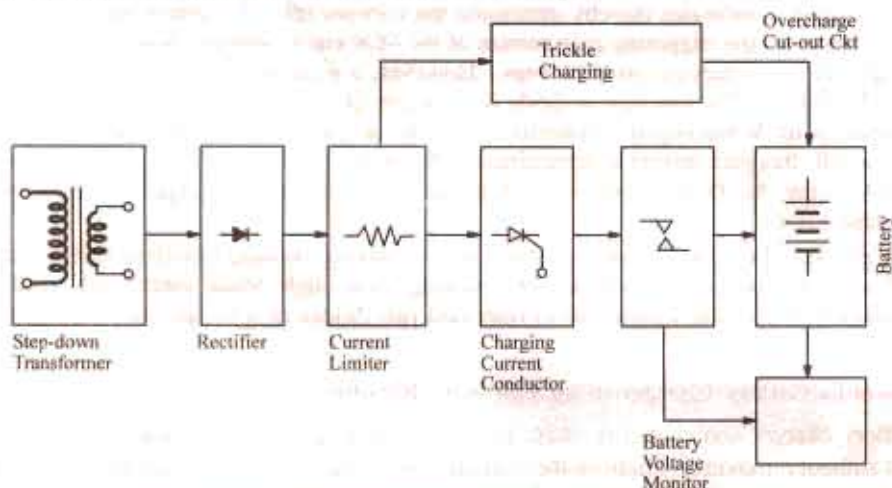 Overcharge
Cut-out Ckt
Trickle
Charging
Battery
Step-down
Transformer
Rectifier
Current
Limiter
Charging
Current
Conductor
Battery
Voltage
Monitor